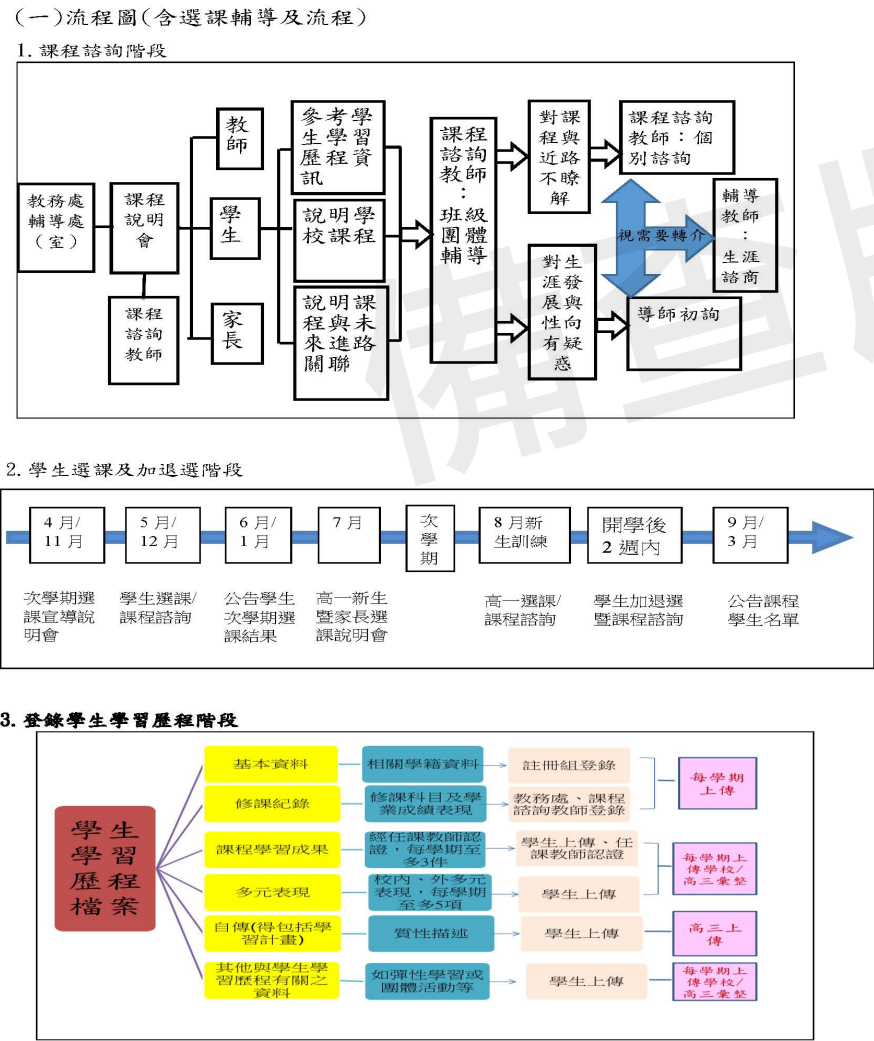 (一)流程圖(含選課輔導及流程)
1. 課程諮詢階段
教務處
輔導處
(室)
課程
說明
會
課程
諮詢
教師
教
師
學
生
家
長
參考學
生學習
歷程資
訊
說明學
校課程
說明課
程與未
來進路
關聯
課程
諮詢
教師
：
班級
團體
輔導
對課
程與
近路
不瞭
解
對生
涯發
展與
性向
有疑
惑
課程諮詢
教師：個
別諮詢
視需要轉介
導師初詢
輔導
教師
：
生涯
諮商
備查版
2. 學生選課及加退選階段
4 月/
11 月
5 月/
12 月
6 月/
1 月
7 月
次
學
期
8 月新
生訓練
開學後
2 週內
9 月/
3 月
次學期選
課宣導說
明會
學生選課/
課程諮詢
公告學生
次學期選
課結果
高一新生
暨家長選
課說明會
高一選課/
課程諮詢
學生加退選
暨課程諮詢
公告課程
學生名單
3. 登錄學生學習歷程階段
學生
學習
歷程
檔案
基本資料
相關學籍資料
註冊組登錄
修課紀錄
修課科目及學
業成績表現
教務處、課程
諮詢教師登錄
每學期
上傳
課程學習成果
經任課教師認
證，每學期至
多3件
學生上傳、任
課教師認證
多元表現
校內、外多元
表現，每學期
至多5項
學生上傳
每學期上
傳學校/
高三彙整
自傳(得包括學
習計畫)
質性描述
學生上傳
高三上
傳
其他與學生學
習歷程有關之
資料
如彈性學習或
團體活動等
學生上傳
每學期上
傳學校/
高三彙整